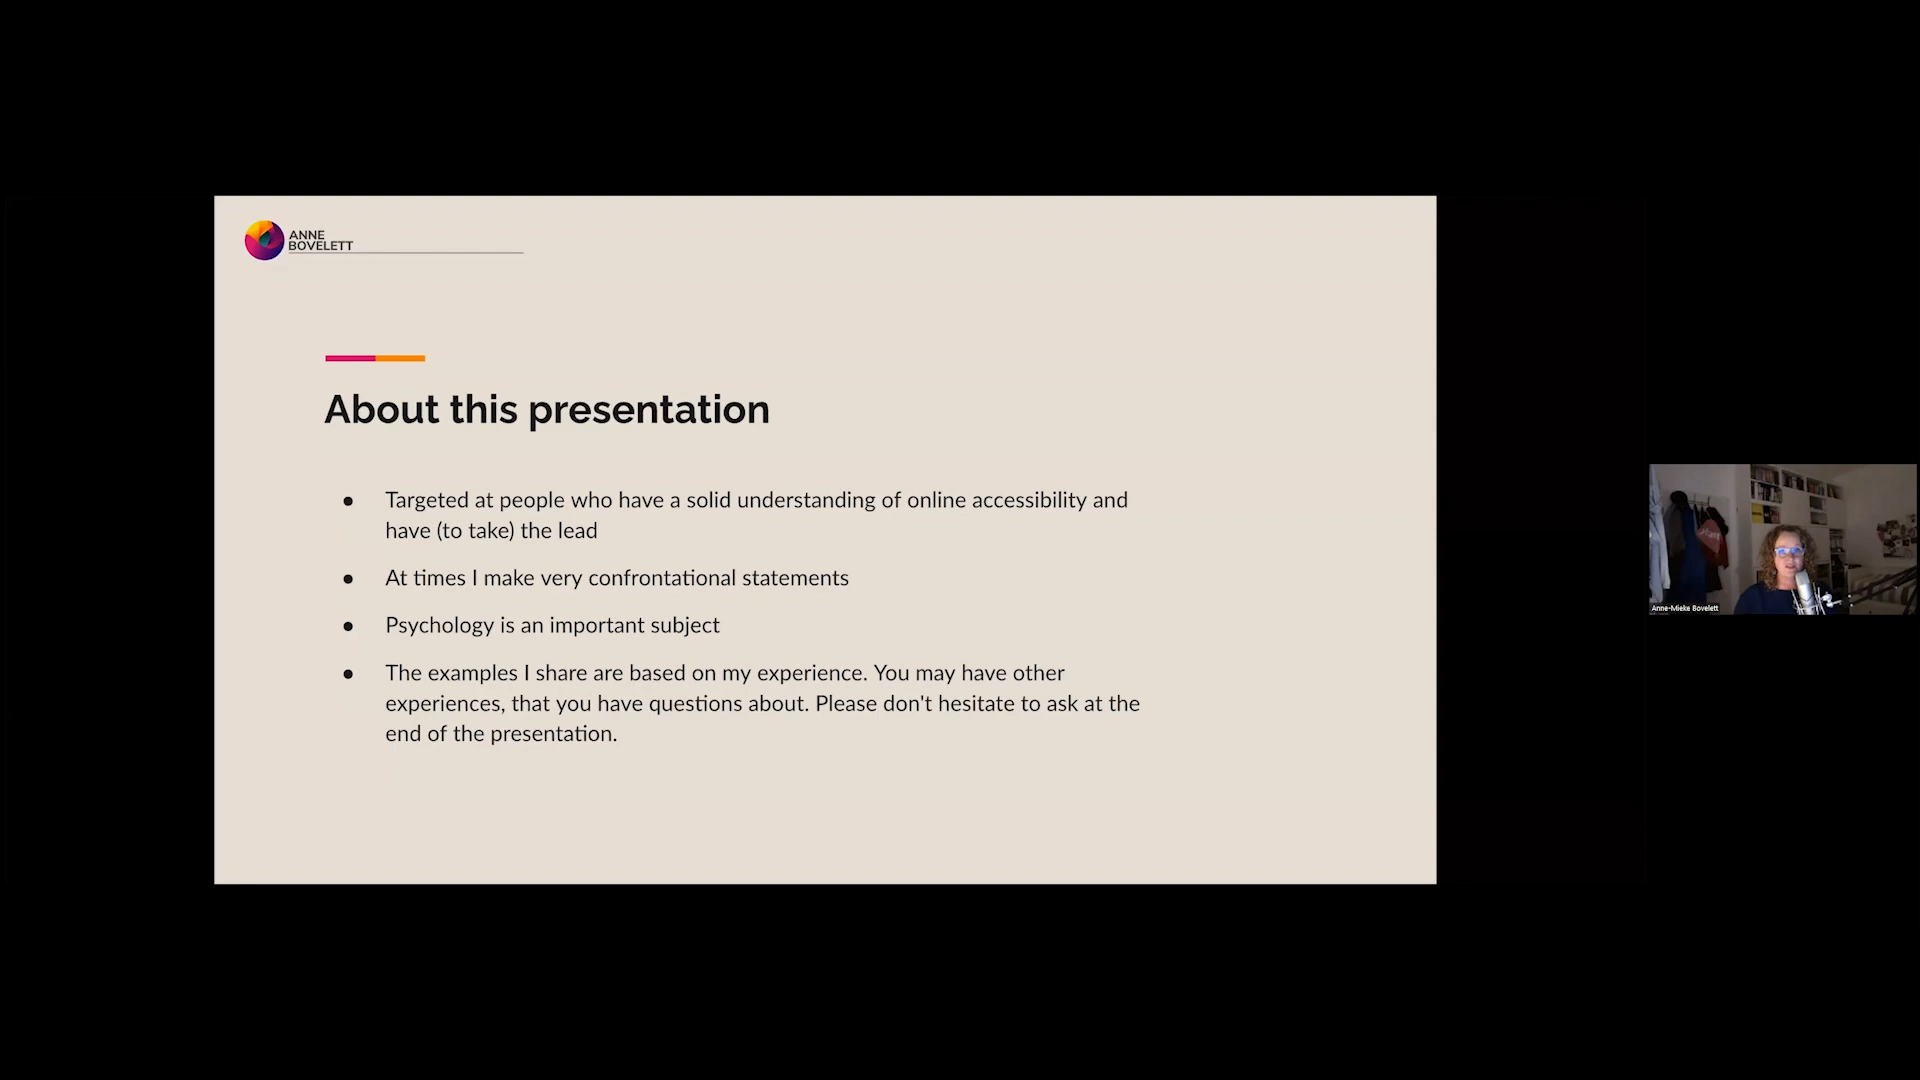 ANNE
BOVELETT
About this presentation
● Targeted at people who have a solid understanding of online accessibility and
have (to take) the lead
● At times I make very confrontational statements
● Psychology is an important subject
● The examples I share are based on my experience. You may have other
experiences, that you have questions about. Please don't hesitate to ask at the
end of the presentation.
Anne-Mieke Bovelett